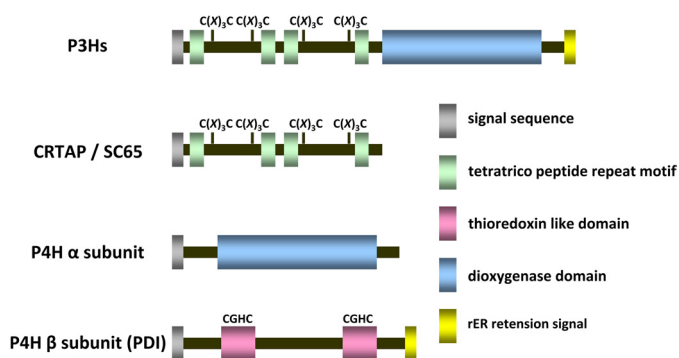 C(X)₃C C(X)₃C C(X)₃C C(X)₃C
P3Hs
C(X)₃C C(X)₃C C(X)₃C C(X)₃C
CRTAP / SC65
P4H α subunit
CGHC CGHC
P4H β subunit (PDI)
signal sequence
tetratrico peptide repeat motif
thioredoxin like domain
dioxygenase domain
rER retension signal